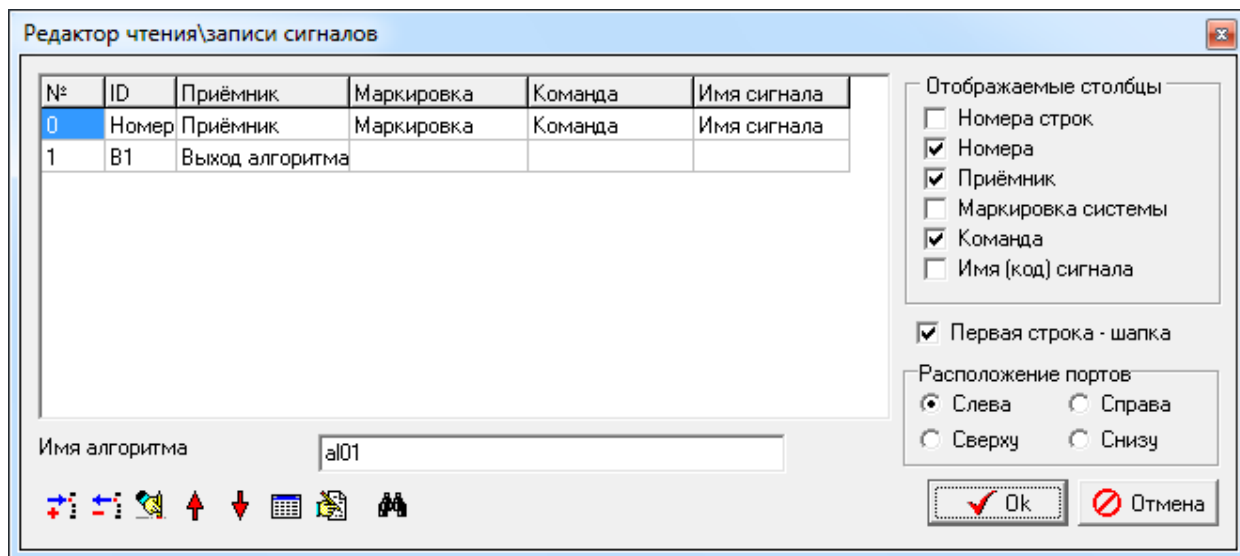 Редактор чтения\записи сигналов
№ ID Приёмник Маркировка Команда Имя сигнала
0 Номер Приёмник Маркировка Команда Имя сигнала
1 B1 Выход алгоритма
Имя алгоритма al01
Отображаемые столбцы
Номера строк
Номера
Приёмник
Маркировка системы
Команда
Имя (код) сигнала
Первая строка - шапка
Расположение портов
Слева Справа
Сверху Снизу
Ok Отмена